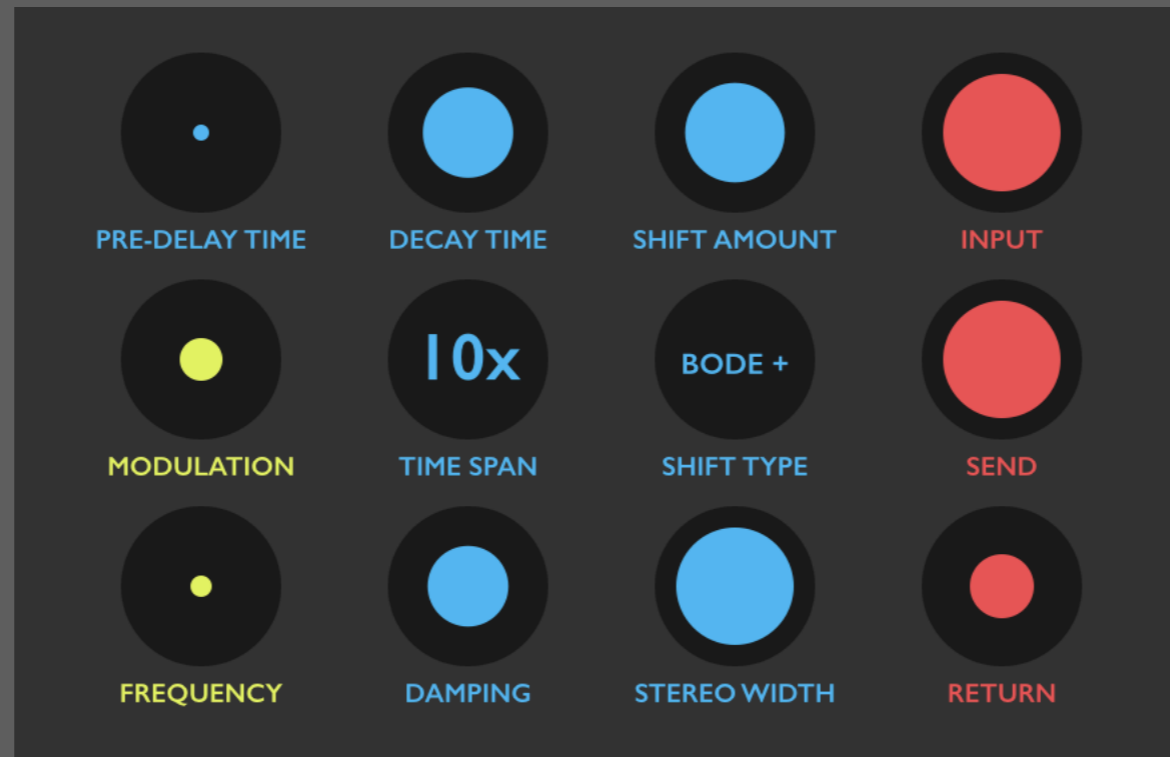 PRE-DELAY TIME
DECAY TIME
SHIFT AMOUNT
INPUT
MODULATION
10x
TIME SPAN
BODE +
SHIFT TYPE
SEND
FREQUENCY
DAMPING
STEREO WIDTH
RETURN